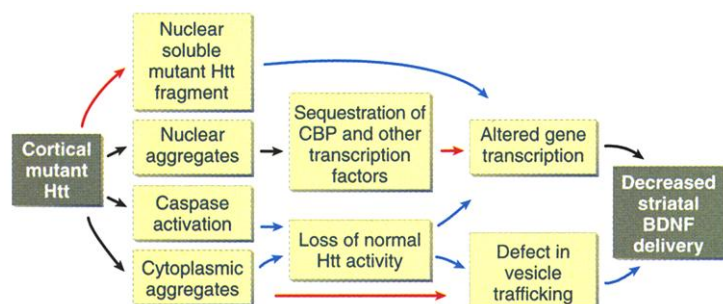 Nuclear
soluble
mutant Htt
fragment
Cortical
mutant
Htt
Nuclear
aggregates
Sequestration of
CBP and other
transcription
factors
Altered gene
transcription
Caspase
activation
Loss of normal
Htt activity
Cytoplasmic
aggregates
Defect in
vesicle
trafficking
Decreased
striatal
BDNF
delivery